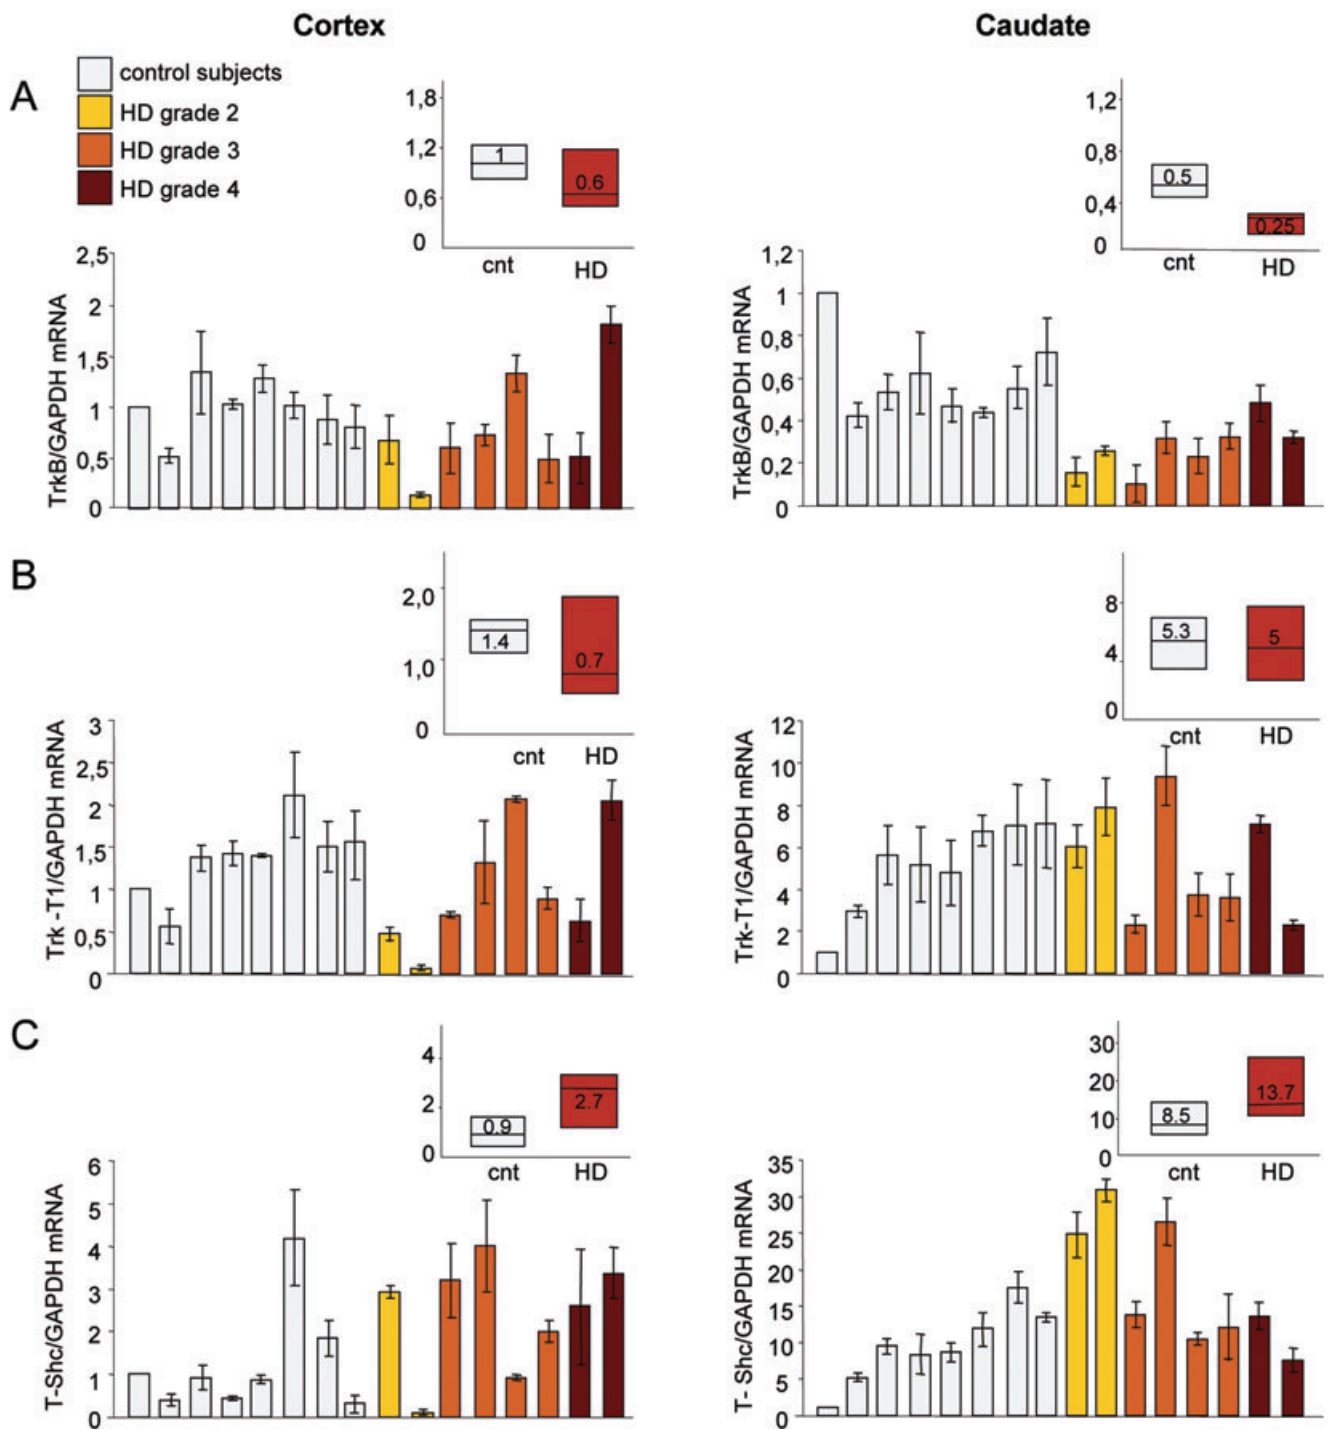 Cortex
Caudate
A
control subjects
HD grade 2
HD grade 3
HD grade 4
1,8
1,2
0,6
0
1
0.6
cnt
HD
TrkB/GAPDH mRNA
2,5
2
1,5
1
0,5
0
1,2
0,8
0,4
0
0.5
0.25
cnt
HD
TrkB/GAPDH mRNA
1,2
1
0,8
0,6
0,4
0,2
0
B
2,0
1,0
0
1.4
0.7
cnt
HD
Trk -T1/GAPDH mRNA
3
2,5
2
1,5
1
0,5
0
8
4
0
5.3
5
cnt
HD
Trk-T1/GAPDH mRNA
12
10
8
6
4
2
0
C
4
2
0
0.9
2.7
cnt
HD
T-Shc/GAPDH mRNA
6
5
4
3
2
1
0
30
20
10
0
8.5
13.7
cnt
HD
T- Shc/GAPDH mRNA
35
30
25
20
15
10
5
0